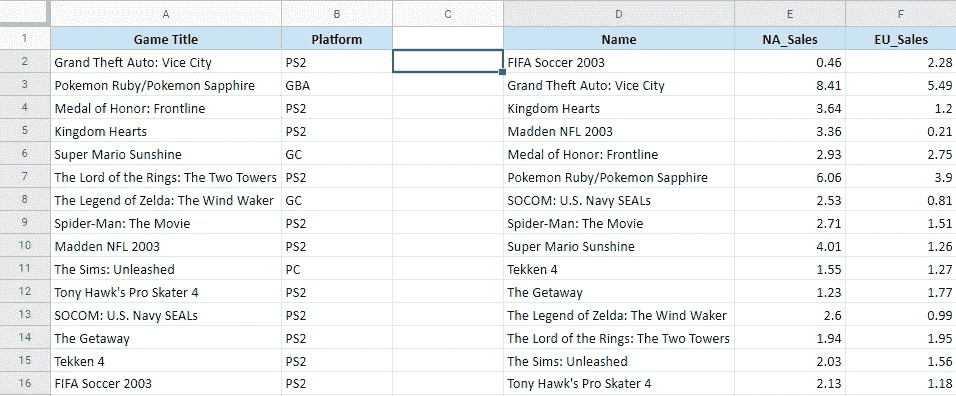 A B C D E F
1 Game Title Platform Name NA_Sales EU_Sales
2 Grand Theft Auto: Vice City PS2 FIFA Soccer 2003 0.46 2.28
3 Pokemon Ruby/Pokemon Sapphire GBA Grand Theft Auto: Vice City 8.41 5.49
4 Medal of Honor: Frontline PS2 Kingdom Hearts 3.64 1.2
5 Kingdom Hearts PS2 Madden NFL 2003 3.36 0.21
6 Super Mario Sunshine GC Medal of Honor: Frontline 2.93 2.75
7 The Lord of the Rings: The Two Towers PS2 Pokemon Ruby/Pokemon Sapphire 6.06 3.9
8 The Legend of Zelda: The Wind Waker GC SOCOM: U.S. Navy SEALs 2.53 0.81
9 Spider-Man: The Movie PS2 Spider-Man: The Movie 2.71 1.51
10 Madden NFL 2003 PS2 Super Mario Sunshine 4.01 1.26
11 The Sims: Unleashed PC Tekken 4 1.55 1.27
12 Tony Hawk's Pro Skater 4 PS2 The Getaway 1.23 1.77
13 SOCOM: U.S. Navy SEALs PS2 The Legend of Zelda: The Wind Waker 2.6 0.99
14 The Getaway PS2 The Lord of the Rings: The Two Towers 1.94 1.95
15 Tekken 4 PS2 The Sims: Unleashed 2.03 1.56
16 FIFA Soccer 2003 PS2 Tony Hawk's Pro Skater 4 2.13 1.18